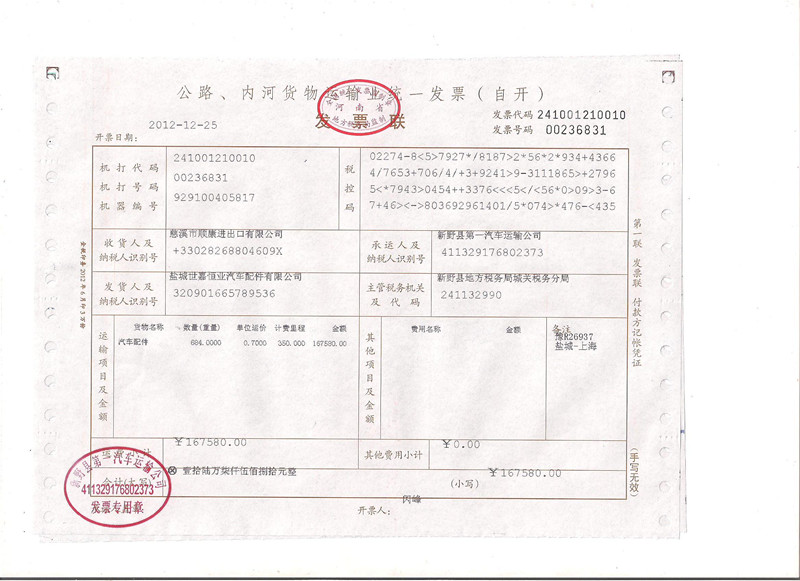 公路、内河货物运输业统一发票(自开)
发票联
发票代码 241001210010
发票号码 00236831
2012-12-25
开票日期:
机打代码 241001210010
机打号码 00236831
机器编号 929100405817
税控码
02274-8<5>7927*/8187>2*56*2*934+4366
4/7653+706/4/+3+9241>9-3111865>+2796
5<*7943>0454++3376<<<5</<56*0>09>3-6
7+46><->803692961401/5*074>*476-<435
收货人及
纳税人识别号
慈溪市顺康进出口有限公司
+33028268804609X
承运人及
纳税人识别号
新野县第一汽车运输公司
411329176802373
发货人及
纳税人识别号
盐城世嘉恒业汽车配件有限公司
320901665789536
主管税务机关
及代码
新野县地方税务局城关税务分局
241132990
运输项目及金额
货物名称 数量(重量) 单位运价 计费里程 金额
汽车配件 684.0000 0.7000 350.000 167580.00
其他项目及金额
费用名称 金额
备注
豫R26937
盐城-上海
¥167580.00
其他费用小计 ¥0.00
合计(大写) ⊗ 壹拾陆万柒仟伍佰捌拾元整
(小写) ¥167580.00
开票人: 闪峰
第一联 发票联 付款方记帐凭证
(手写无效)
河南省
新野县第一汽车运输公司
411329176802373
发票专用章